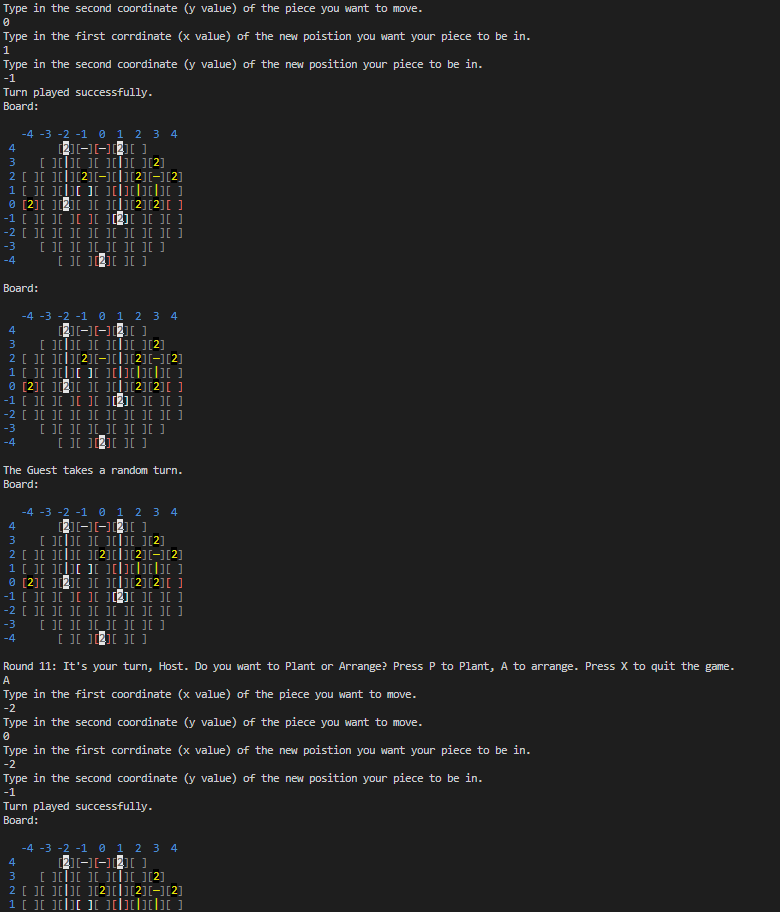 Type in the second coordinate (y value) of the piece you want to move.
0
Type in the first corrdinate (x value) of the new poistion you want your piece to be in.
1
Type in the second coordinate (y value) of the new position your piece to be in.
-1
Turn played successfully.
Board:
-4 -3 -2 -1 0 1 2 3 4
4 [2][—][—][2][ ]
3 [ ][|][ ][ ][|][ ][2]
2 [ ][ ][|][2][—][|][2][—][2]
1 [ ][ ][|][ ][ ][|][|][|][ ]
0 [2][ ][2][ ][ ][|][2][2][ ]
-1 [ ][ ][ ][ ][ ][2][ ][ ][ ]
-2 [ ][ ][ ][ ][ ][ ][ ][ ][ ]
-3 [ ][ ][ ][ ][ ][ ][ ]
-4 [ ][ ][2][ ][ ]
Board:
-4 -3 -2 -1 0 1 2 3 4
4 [2][—][—][2][ ]
3 [ ][|][ ][ ][|][ ][2]
2 [ ][ ][|][2][—][|][2][—][2]
1 [ ][ ][|][ ][ ][|][|][|][ ]
0 [2][ ][2][ ][ ][|][2][2][ ]
-1 [ ][ ][ ][ ][ ][2][ ][ ][ ]
-2 [ ][ ][ ][ ][ ][ ][ ][ ][ ]
-3 [ ][ ][ ][ ][ ][ ][ ]
-4 [ ][ ][2][ ][ ]
The Guest takes a random turn.
Board:
-4 -3 -2 -1 0 1 2 3 4
4 [2][—][—][2][ ]
3 [ ][|][ ][ ][|][ ][2]
2 [ ][ ][|][ ][2][|][2][—][2]
1 [ ][ ][|][ ][ ][|][|][|][ ]
0 [2][ ][2][ ][ ][|][2][2][ ]
-1 [ ][ ][ ][ ][ ][2][ ][ ][ ]
-2 [ ][ ][ ][ ][ ][ ][ ][ ][ ]
-3 [ ][ ][ ][ ][ ][ ][ ]
-4 [ ][ ][2][ ][ ]
Round 11: It's your turn, Host. Do you want to Plant or Arrange? Press P to Plant, A to arrange. Press X to quit the game.
A
Type in the first coordinate (x value) of the piece you want to move.
-2
Type in the second coordinate (y value) of the piece you want to move.
0
Type in the first corrdinate (x value) of the new poistion you want your piece to be in.
-2
Type in the second coordinate (y value) of the new position your piece to be in.
-1
Turn played successfully.
Board:
-4 -3 -2 -1 0 1 2 3 4
4 [2][—][—][2][ ]
3 [ ][|][ ][ ][|][ ][2]
2 [ ][ ][|][ ][2][|][2][—][2]
1 [ ][ ][|][ ][ ][|][|][|][ ]